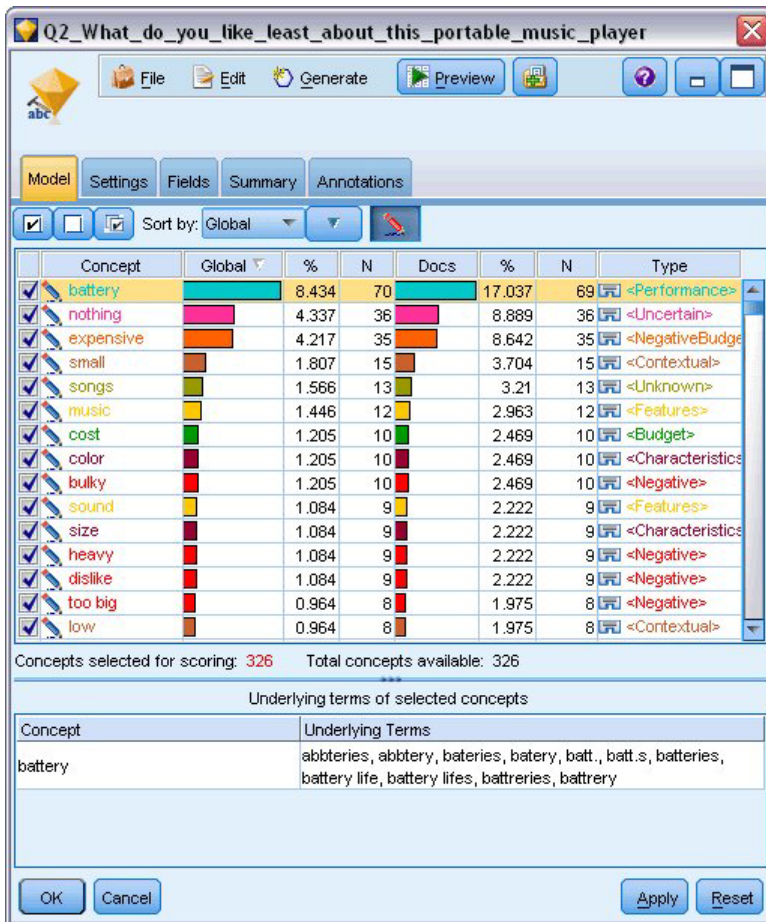 Q2_What_do_you_like_least_about_this_portable_music_player
File Edit Generate Preview
abc
Model Settings Fields Summary Annotations
Sort by: Global
Concept Global % N Docs % N Type
battery 8.434 70 17.037 69 <Performance>
nothing 4.337 36 8.889 36 <Uncertain>
expensive 4.217 35 8.642 35 <NegativeBudge
small 1.807 15 3.704 15 <Contextual>
songs 1.566 13 3.21 13 <Unknown>
music 1.446 12 2.963 12 <Features>
cost 1.205 10 2.469 10 <Budget>
color 1.205 10 2.469 10 <Characteristics
bulky 1.205 10 2.469 10 <Negative>
sound 1.084 9 2.222 9 <Features>
size 1.084 9 2.222 9 <Characteristics
heavy 1.084 9 2.222 9 <Negative>
dislike 1.084 9 2.222 9 <Negative>
too big 0.964 8 1.975 8 <Negative>
low 0.964 8 1.975 8 <Contextual>
Concepts selected for scoring: 326 Total concepts available: 326
Underlying terms of selected concepts
Concept Underlying Terms
battery abbteries, abbtery, bateries, batery, batt., batt.s, batteries,
battery life, battery lifes, battreries, battrery
OK Cancel Apply Reset